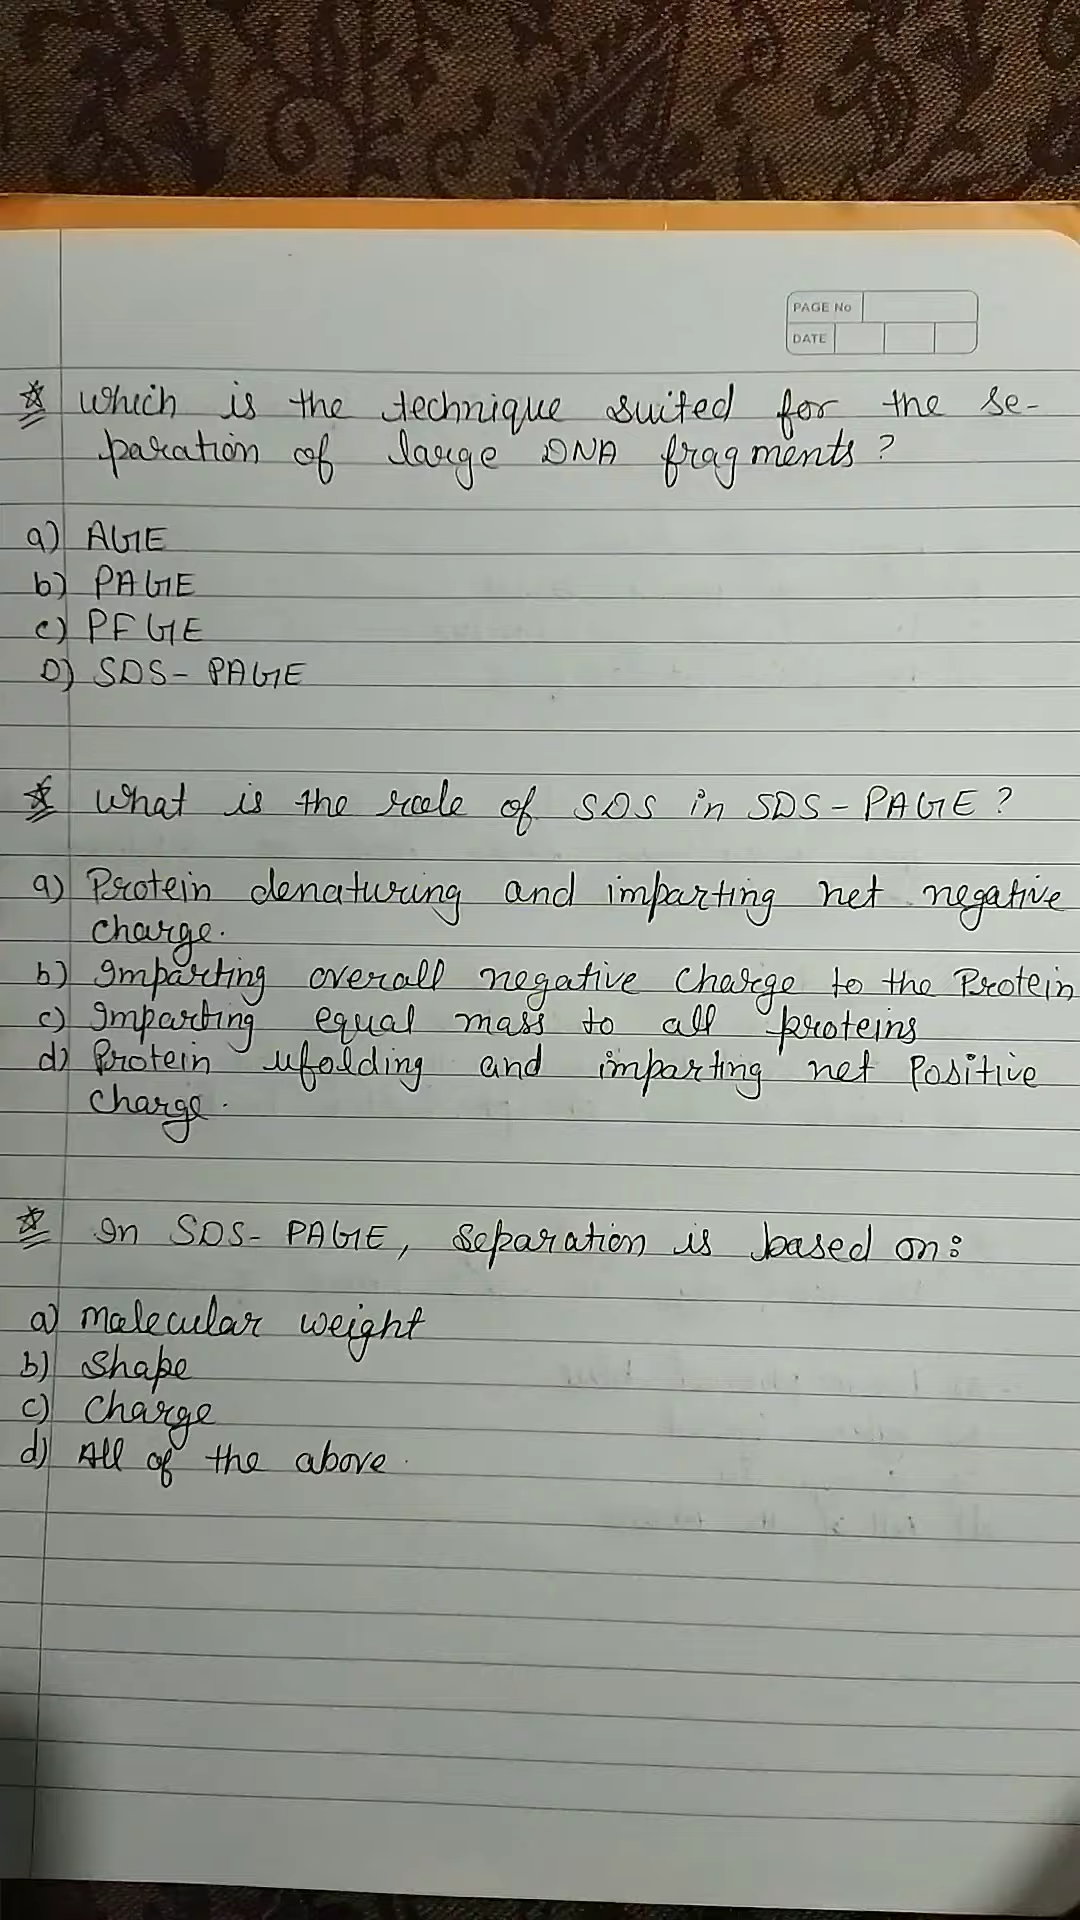 PAGE No
DATE
Which is the technique suited for the se-
paration of large DNA fragments?
a) AGE
b) PAGE
c) PFGE
D) SDS- PAGE
What is the role of SDS in SDS-PAGE?
a) Protein denaturing and imparting net negative
charge.
b) Imparting overall negative charge to the Protein
c) Imparting equal mass to all proteins
d) Protein ufolding and imparting net Positive
charge.
In SDS- PAGE, Separation is based on:
a) molecular weight
b) Shape
c) Charge
d) All of the above.